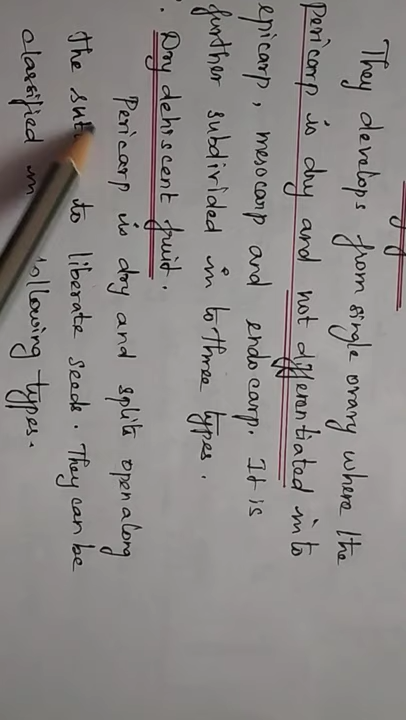 They develops from single ovary where the
Pericarp is dry and not differentiated in to
epicarp, mesocarp and endocarp. It is
further subdivided in to three types.
. Dry dehiscent fruit.
Pericarp is dry and splits open along
the to liberate seeds. They can be
classified following types.